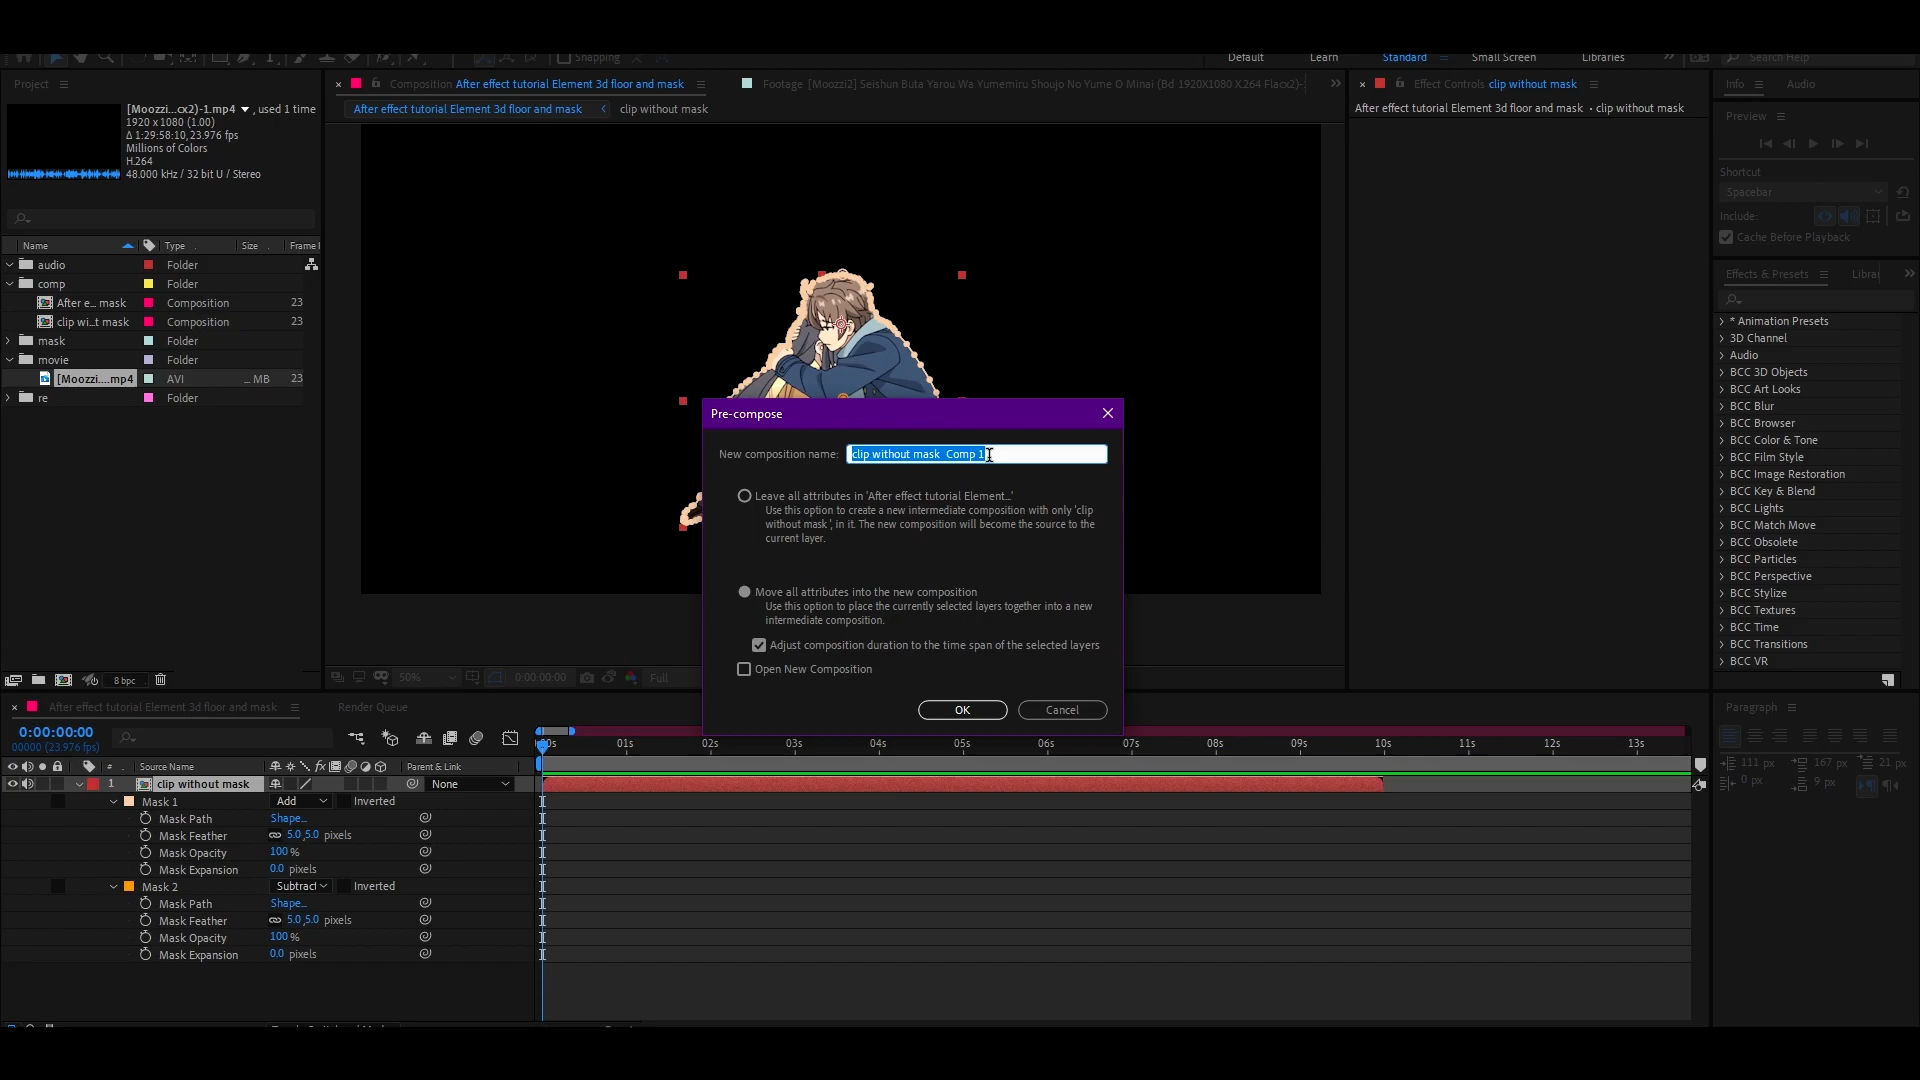 Snapping
Default
Learn
Standard
Small Screen
Libraries
Search Help
Project
Composition After effect tutorial Element 3d floor and mask
Footage [Moozzi2] Seishun Buta Yarou Wa Yumemiru Shoujo No Yume O Minai (Bd 1920X1080 X.264 Flacx2)-
Effect Controls clip without mask
Info
Audio
[Moozzi...cx2)-1.mp4 , used 1 time
1920 x 1080 (1.00)
Δ 1:29:58:10, 23.976 fps
Millions of Colors
H.264
48.000 kHz / 32 bit U / Stereo
After effect tutorial Element 3d floor and mask
clip without mask
After effect tutorial Element 3d floor and mask • clip without mask
Preview
Shortcut
Spacebar
Include:
Cache Before Playback
Name
Type
Size
Frame
audio
Folder
comp
Folder
After e... mask
Composition
23
clip wi...t mask
Composition
23
mask
Folder
movie
Folder
[Moozzi....mp4
AVI
... MB
23
re
Folder
Effects & Presets
Librar
* Animation Presets
3D Channel
Audio
BCC 3D Objects
BCC Art Looks
BCC Blur
BCC Browser
BCC Color & Tone
BCC Film Style
BCC Image Restoration
BCC Key & Blend
BCC Lights
BCC Match Move
BCC Obsolete
BCC Particles
BCC Perspective
BCC Stylize
BCC Textures
BCC Time
BCC Transitions
BCC VR
Pre-compose
New composition name:
clip without mask  Comp 1
Leave all attributes in 'After effect tutorial Element...'
Use this option to create a new intermediate composition with only 'clip
without mask ', in it. The new composition will become the source to the
current layer.
Move all attributes into the new composition
Use this option to place the currently selected layers together into a new
intermediate composition.
Adjust composition duration to the time span of the selected layers
Open New Composition
OK
Cancel
8 bpc
50%
0:00:00:00
Full
After effect tutorial Element 3d floor and mask
Render Queue
Paragraph
0:00:00:00
00000 (23.976 fps)
00s
01s
02s
03s
04s
05s
06s
07s
08s
09s
10s
11s
12s
13s
111 px
167 px
21 px
0 px
9 px
#
Source Name
fx
Parent & Link
1
clip without mask
None
Mask 1
Add
Inverted
Mask Path
Shape...
Mask Feather
5.0,5.0 pixels
Mask Opacity
100 %
Mask Expansion
0.0 pixels
Mask 2
Subtract
Inverted
Mask Path
Shape...
Mask Feather
5.0,5.0 pixels
Mask Opacity
100 %
Mask Expansion
0.0 pixels